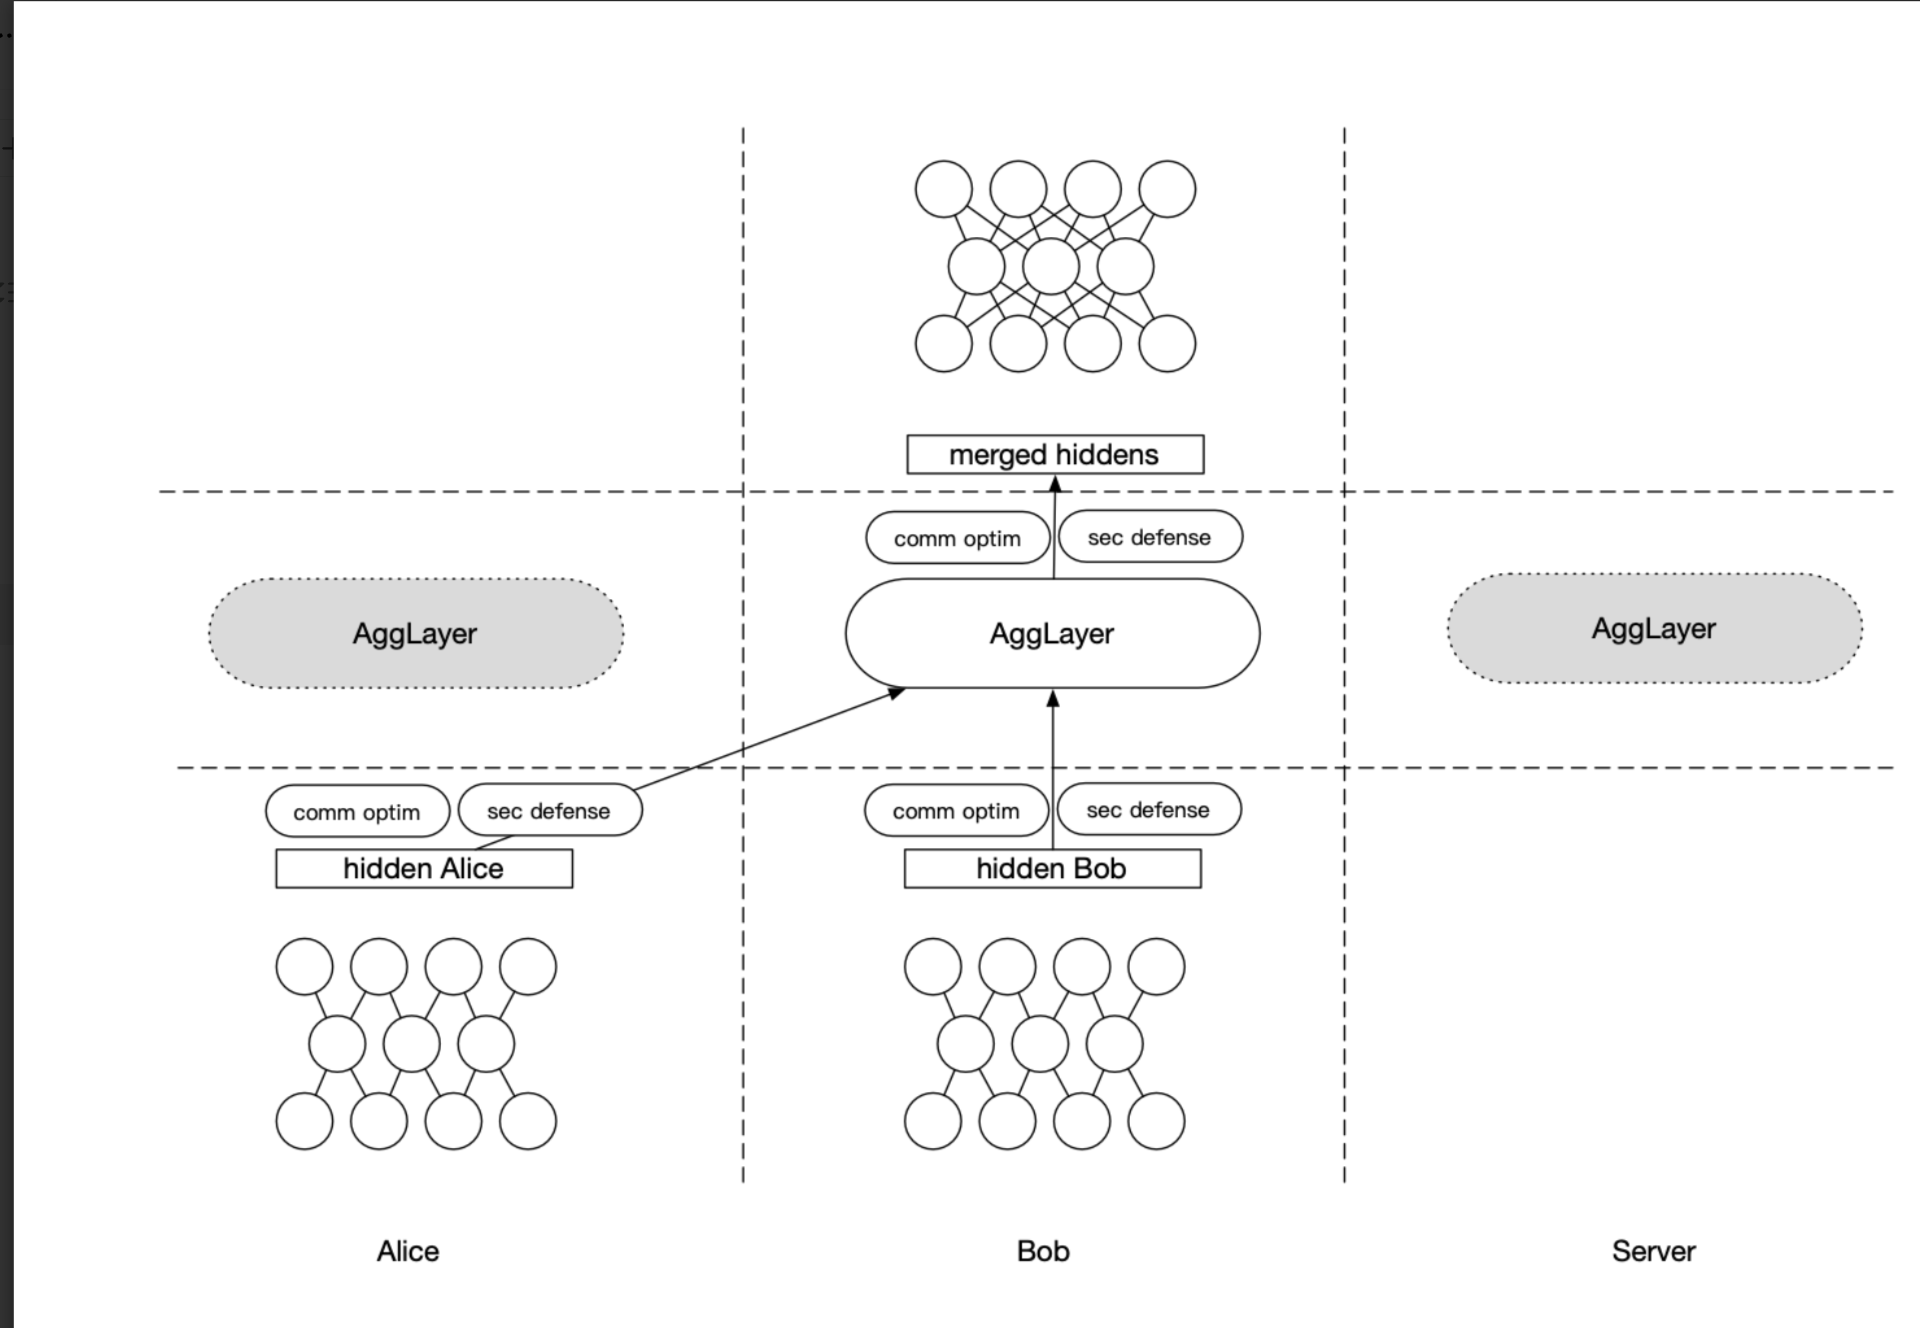 merged hiddens
comm optim
sec defense
AggLayer
AggLayer
AggLayer
comm optim
sec defense
comm optim
sec defense
hidden Alice
hidden Bob
Alice
Bob
Server